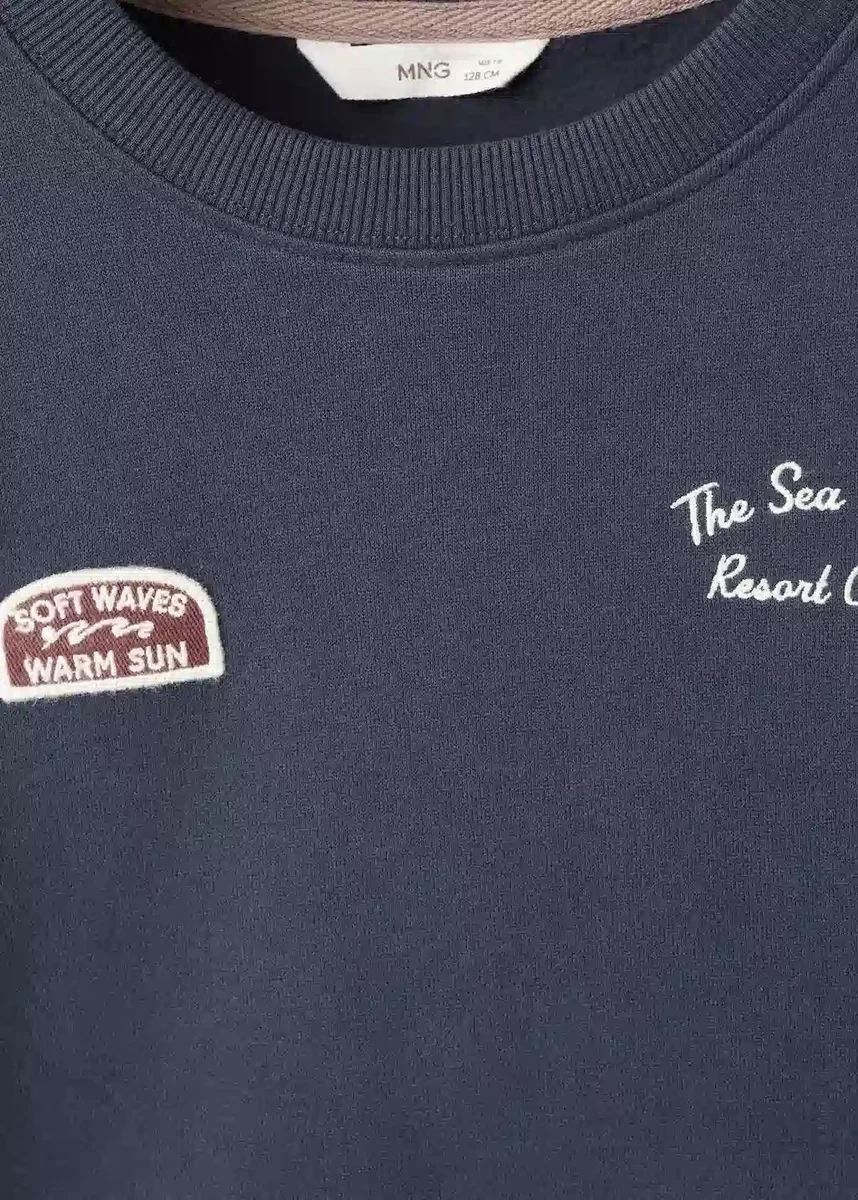 MNG
128 CM
The Sea
Resort
SOFT WAVES
WARM SUN